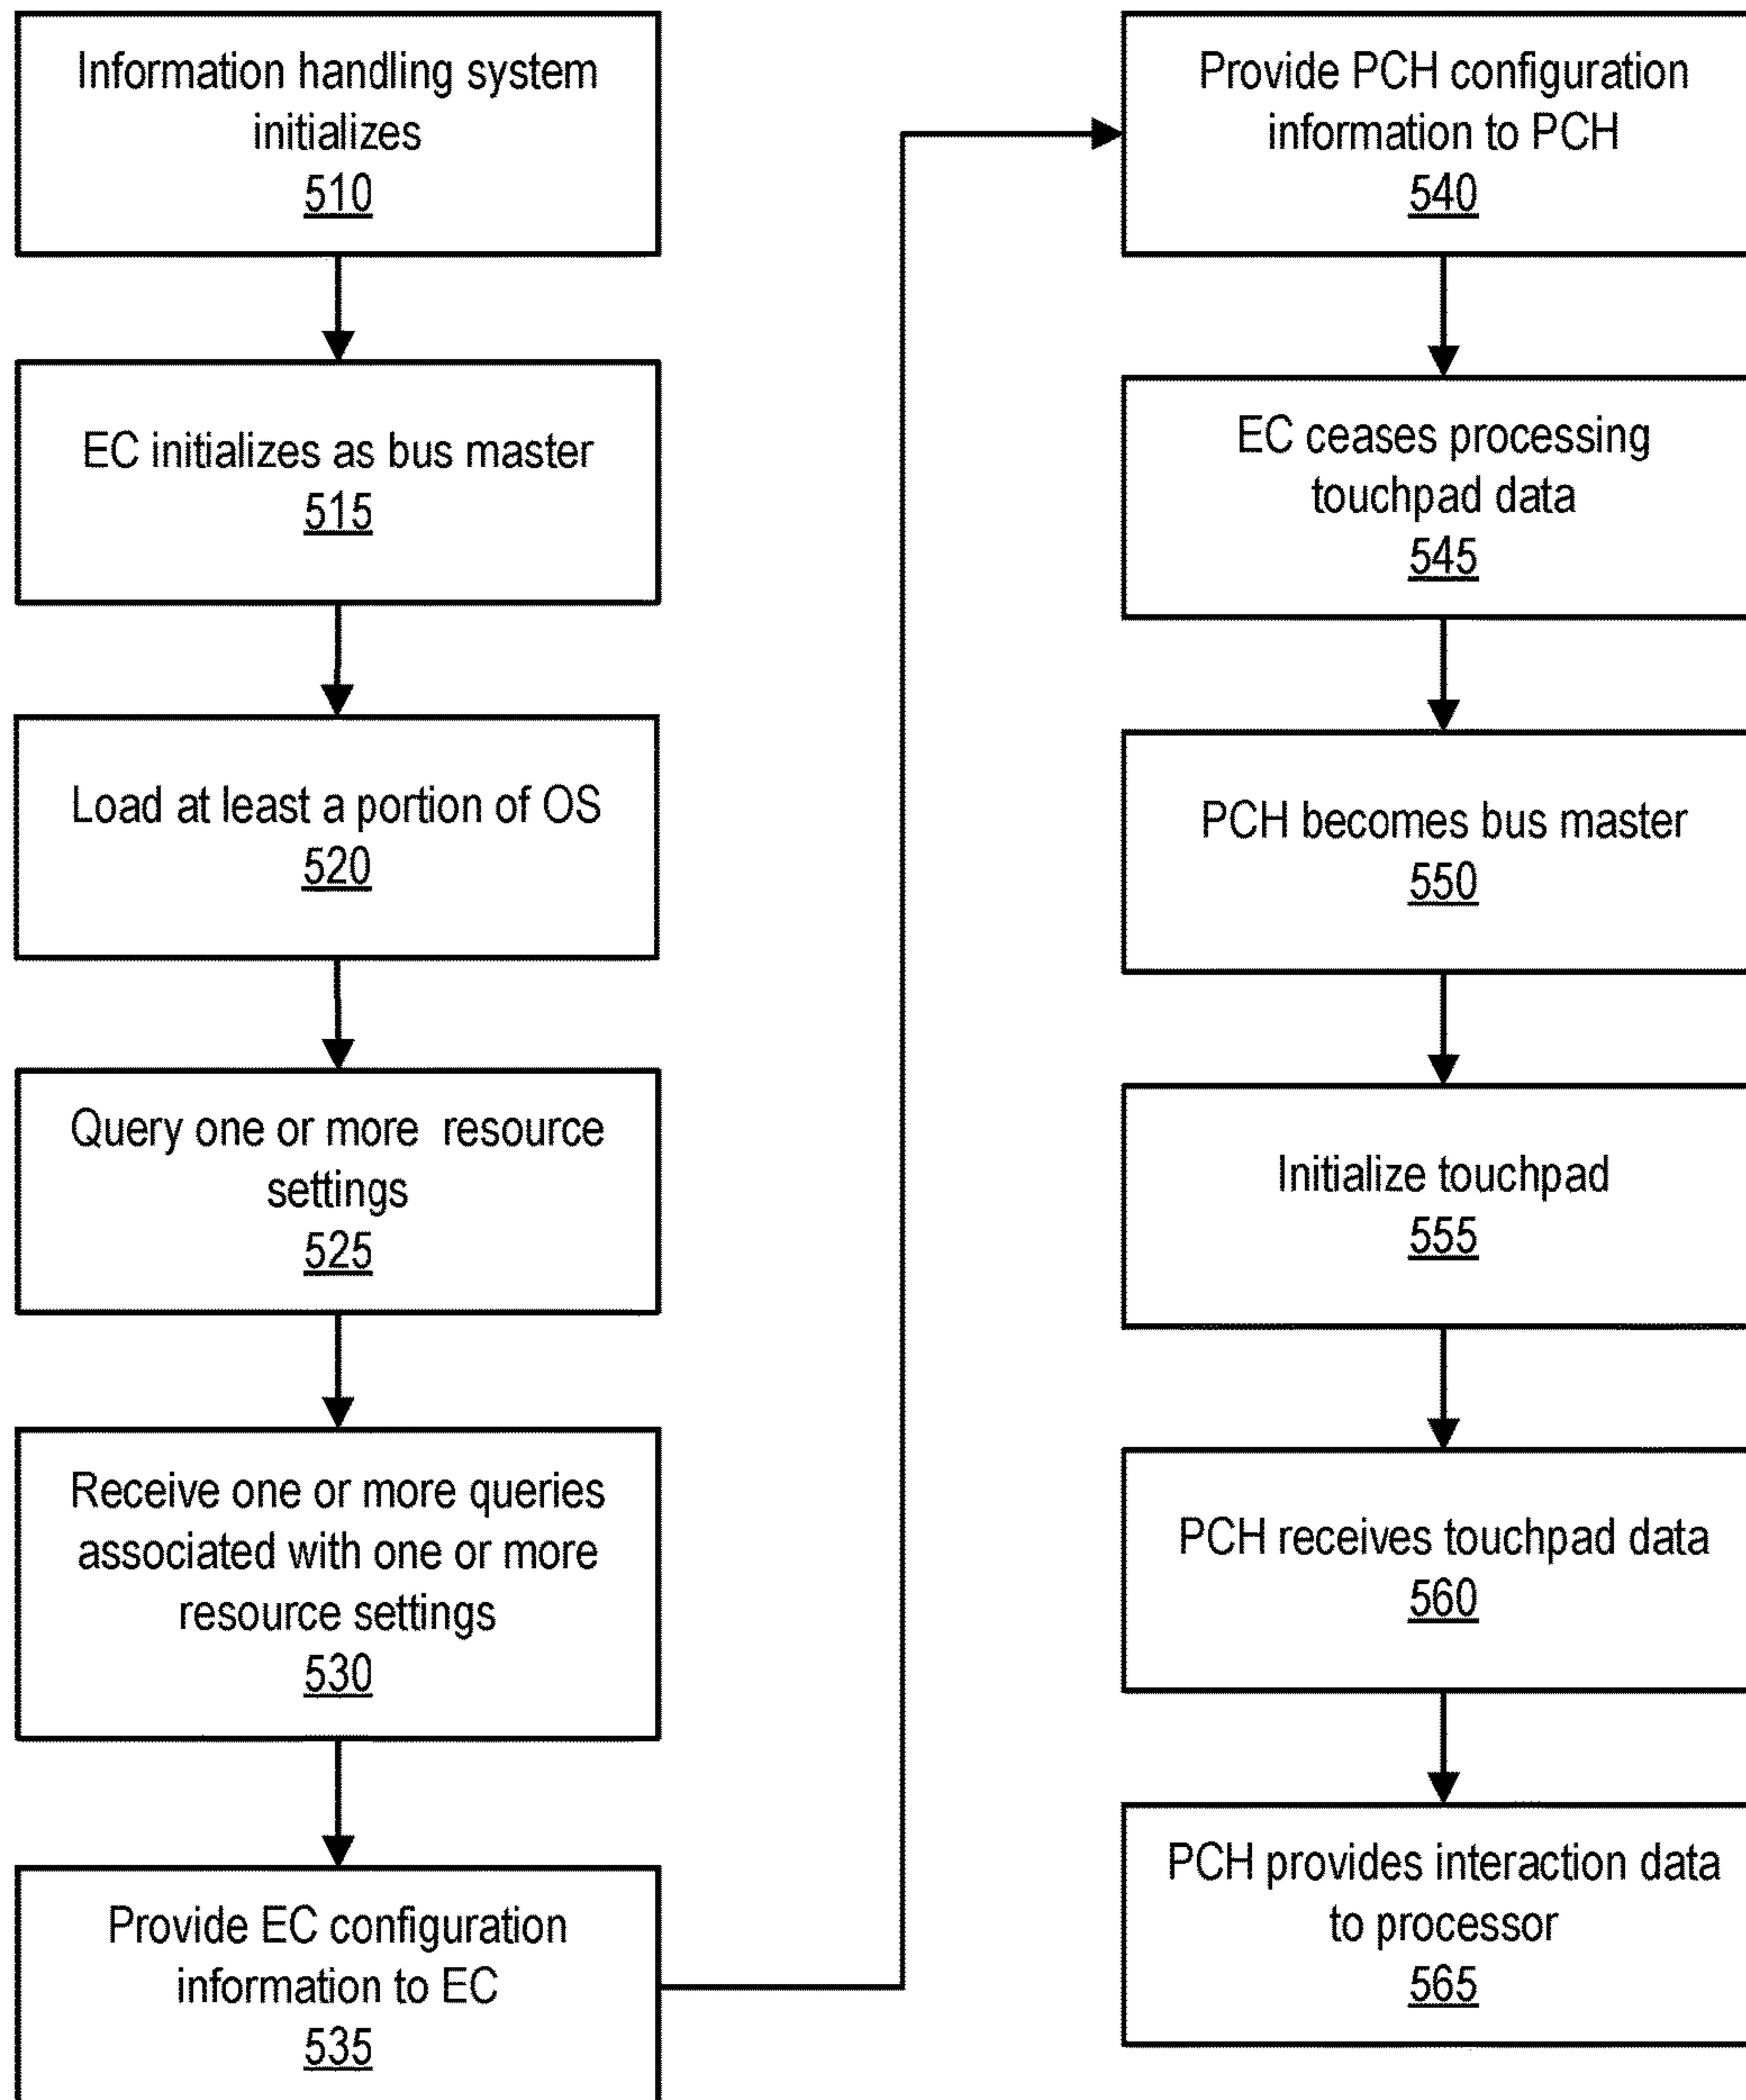 Information handling system
initializes
510
EC initializes as bus master
515
Load at least a portion of OS
520
Query one or more resource
settings
525
Receive one or more queries
associated with one or more
resource settings
530
Provide EC configuration
information to EC
535
Provide PCH configuration
information to PCH
540
EC ceases processing
touchpad data
545
PCH becomes bus master
550
Initialize touchpad
555
PCH receives touchpad data
560
PCH provides interaction data
to processor
565